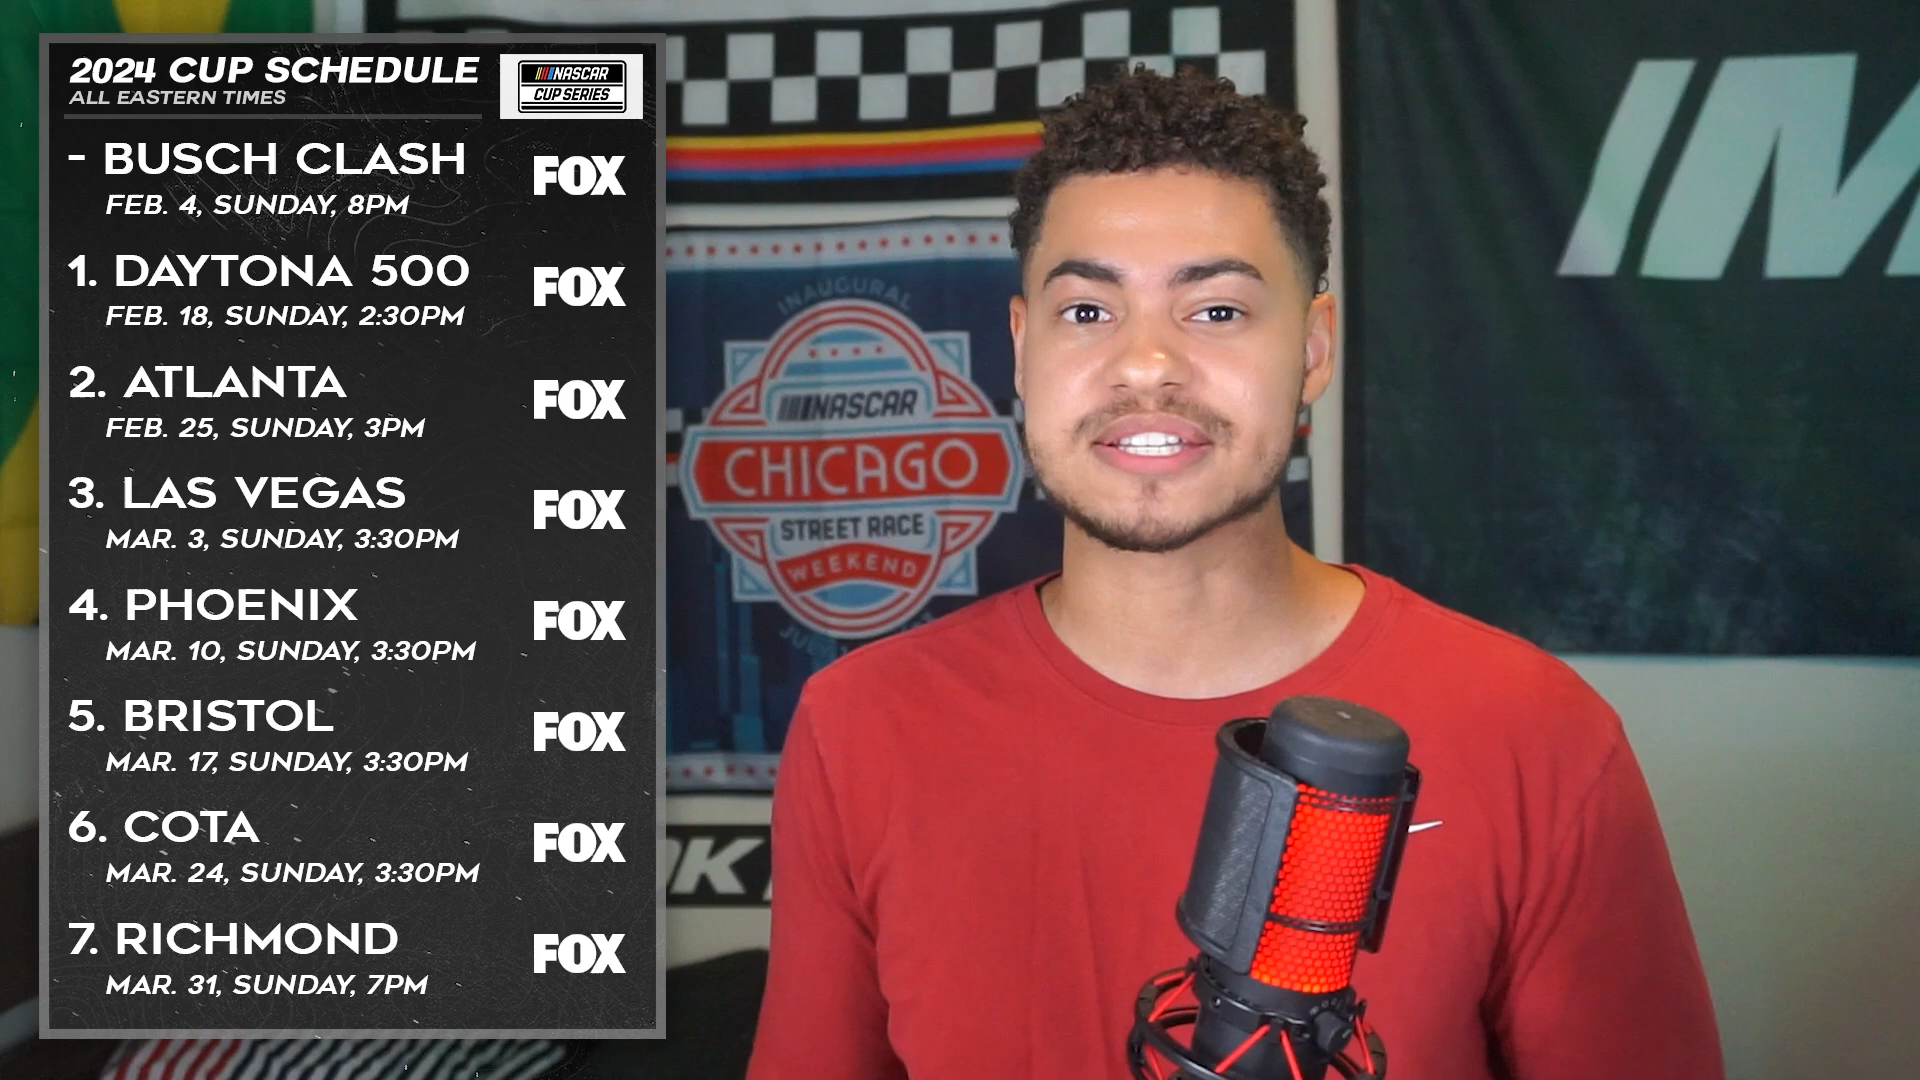 2024 CUP SCHEDULE
ALL EASTERN TIMES
NASCAR
CUP SERIES
- BUSCH CLASH
FEB. 4, SUNDAY, 8PM
FOX
1. DAYTONA 500
FEB. 18, SUNDAY, 2:30PM
FOX
2. ATLANTA
FEB. 25, SUNDAY, 3PM
FOX
3. LAS VEGAS
MAR. 3, SUNDAY, 3:30PM
FOX
4. PHOENIX
MAR. 10, SUNDAY, 3:30PM
FOX
5. BRISTOL
MAR. 17, SUNDAY, 3:30PM
FOX
6. COTA
MAR. 24, SUNDAY, 3:30PM
FOX
7. RICHMOND
MAR. 31, SUNDAY, 7PM
FOX
INAUGURAL
NASCAR
CHICAGO
STREET RACE
WEEKEND
IM